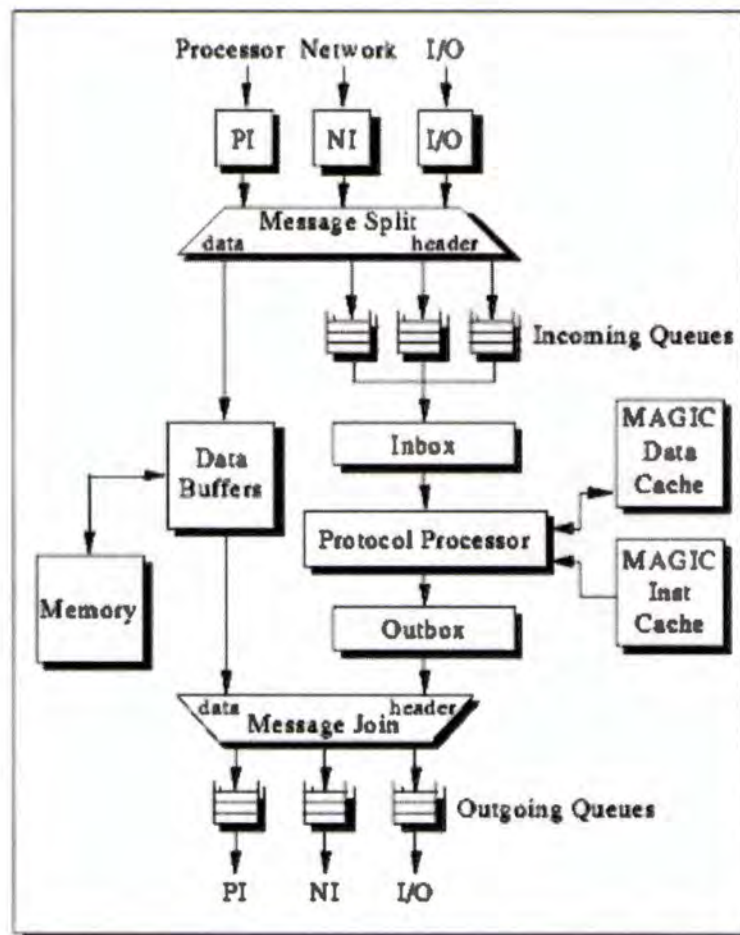 Processor Network I/O
PI NI I/O
Message Split
data header
Incoming Queues
Inbox
MAGIC
Data
Cache
Data
Buffers
Protocol Processor
MAGIC
Inst
Cache
Memory
Outbox
data header
Message Join
Outgoing Queues
PI NI I/O